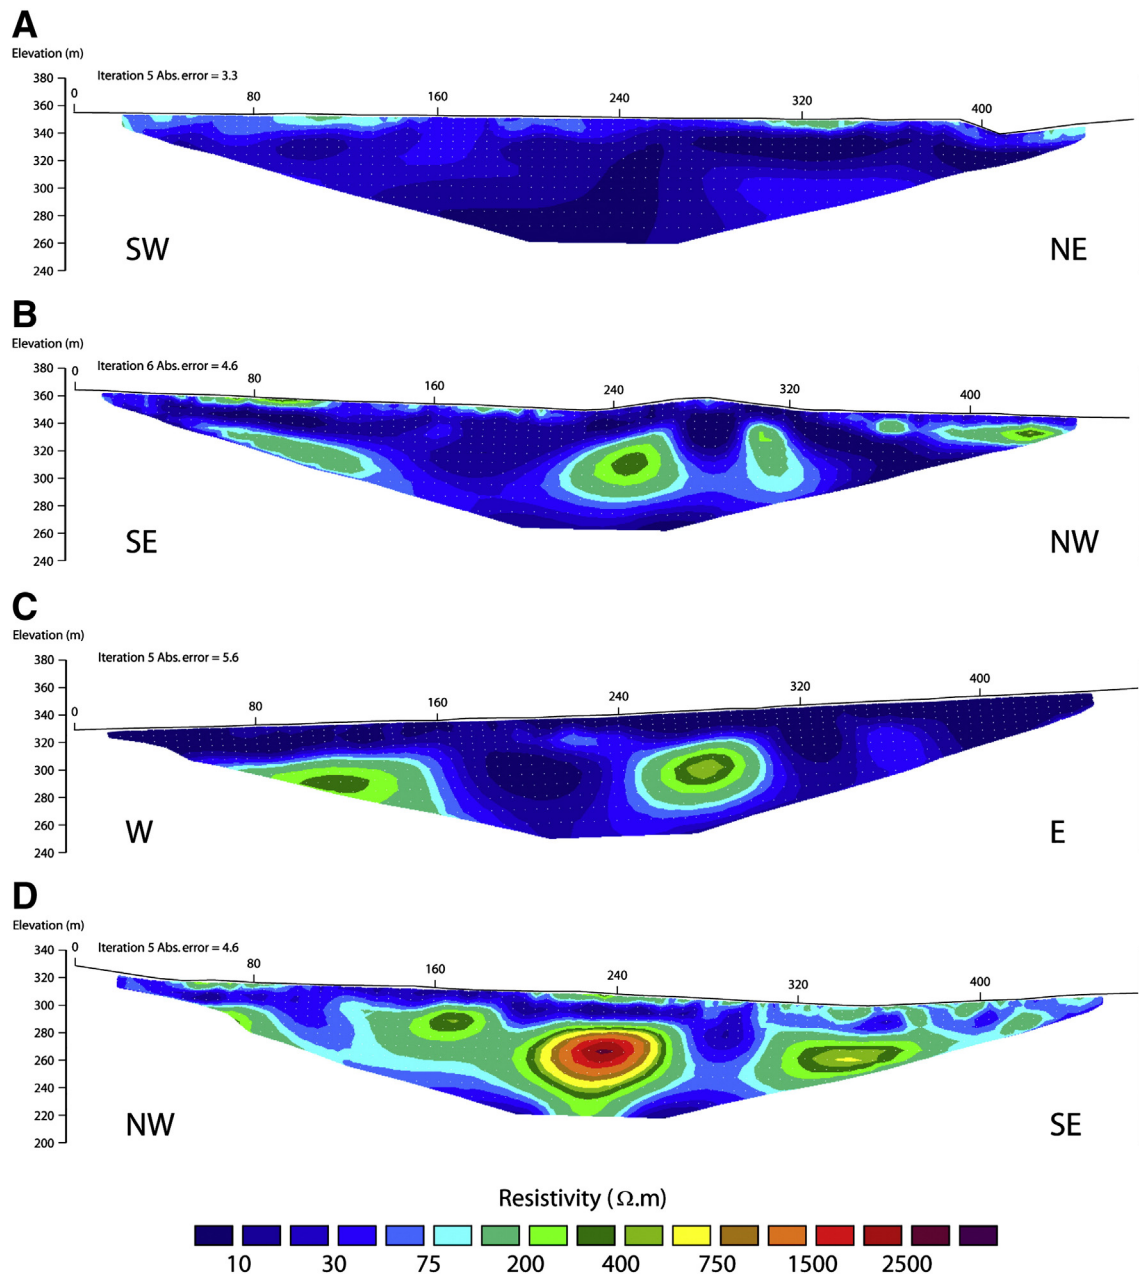 A
Elevation (m)
Iteration 5 Abs. error = 3.3
0 80 160 240 320 400
380
360
340
320
300
280
260
240
SW NE
B
Elevation (m)
Iteration 6 Abs. error = 4.6
0 80 160 240 320 400
380
360
340
320
300
280
260
240
SE NW
C
Elevation (m)
Iteration 5 Abs. error = 5.6
0 80 160 240 320 400
380
360
340
320
300
280
260
240
W E
D
Elevation (m)
Iteration 5 Abs. error = 4.6
0 80 160 240 320 400
340
320
300
280
260
240
220
200
NW SE
Resistivity (Ω.m)
10 30 75 200 400 750 1500 2500